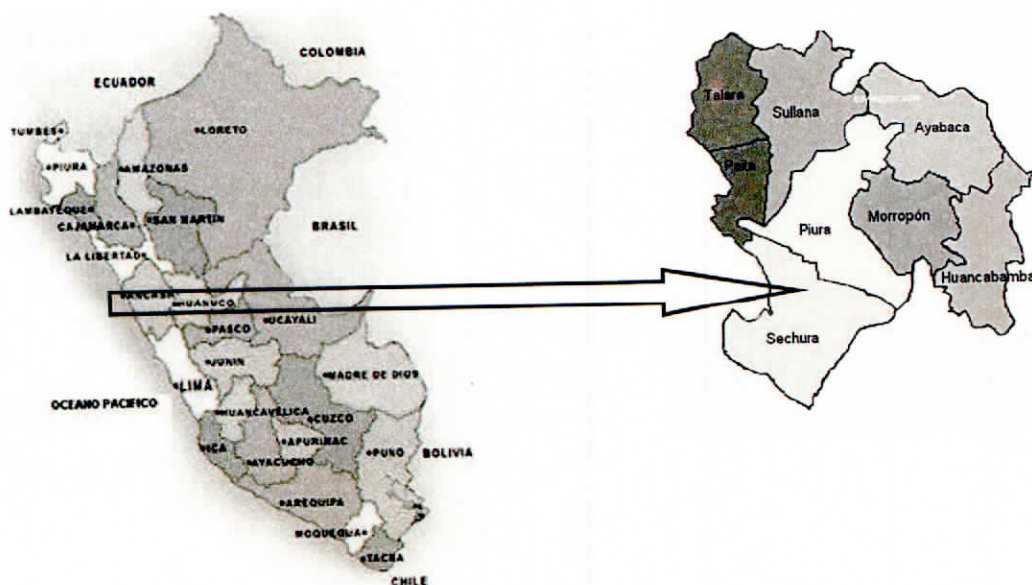 COLOMBIA
ECUADOR
TUMBES
LORETO
PIURA
AMAZONAS
LAMBAYEQUE
SAN MARTIN
CAJAMARCA
BRASIL
LA LIBERTAD
ANCASH
HUANUCO
UCAYALI
PASCO
JUNIN
MADRE DE DIOS
LIMA
OCEANO PACIFICO
HUANCAVELICA
CUZCO
ICA
APURIMAC
PUNO
BOLIVIA
AYACUCHO
AREQUIPA
MOQUEGUA
TACNA
CHILE
Talara
Sullana
Ayabaca
Paita
Piura
Morropón
Huancabamba
Sechura